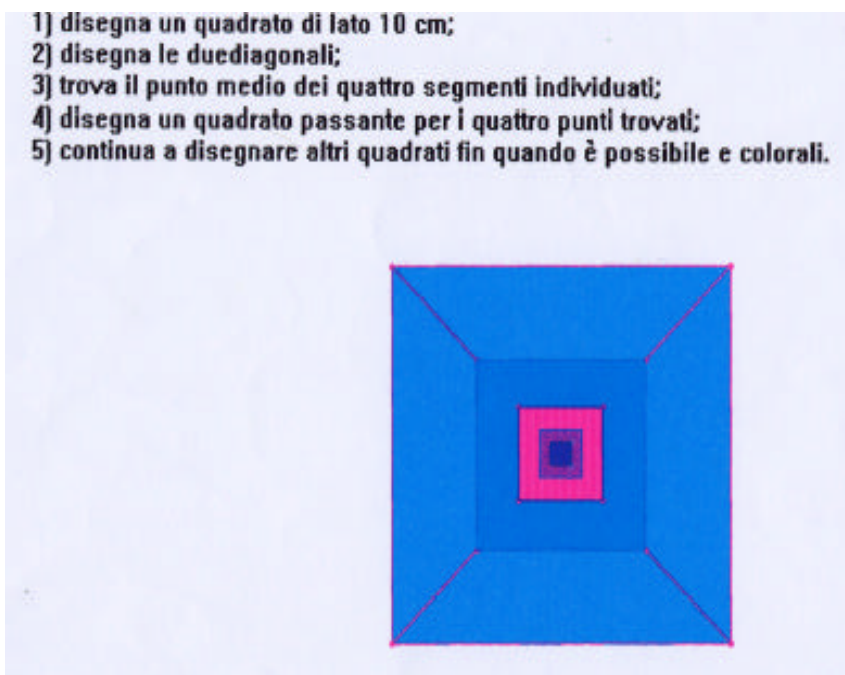 1) disegna un quadrato di lato 10 cm;
2) disegna le duediagonali;
3) trova il punto medio dei quattro segmenti individuati;
4) disegna un quadrato passante per i quattro punti trovati;
5) continua a disegnare altri quadrati fin quando è possibile e colorali.